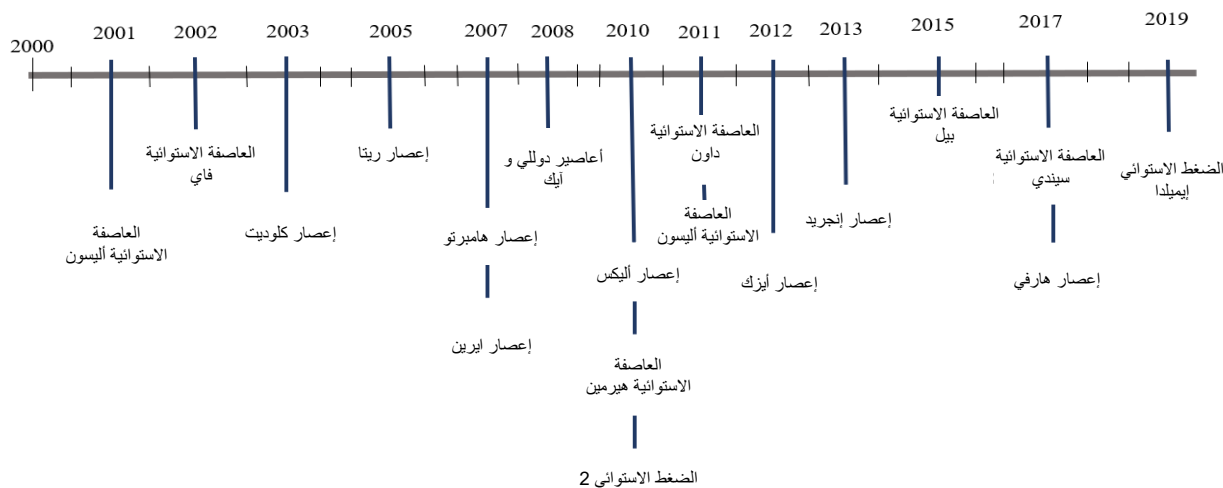 2000
2001
2002
2003
2005
2007
2008
2010
2011
2012
2013
2015
2017
2019
العاصفة
الاستوائية أليسون
العاصفة الاستوائية
فاي
إعصار كلوديت
إعصار ريتا
إعصار هامبرتو
إعصار ايرين
أعاصير دوللي و
آيك
إعصار أليكس
العاصفة
الاستوائية هيرمين
الضغط الاستوائي 2
العاصفة الاستوائية
داون
العاصفة
الاستوائية أليسون
إعصار أيزك
إعصار إنجريد
العاصفة الاستوائية
بيل
العاصفة الاستوائية
سيندي
إعصار هارفي
الضغط الاستوائي
إيميلدا